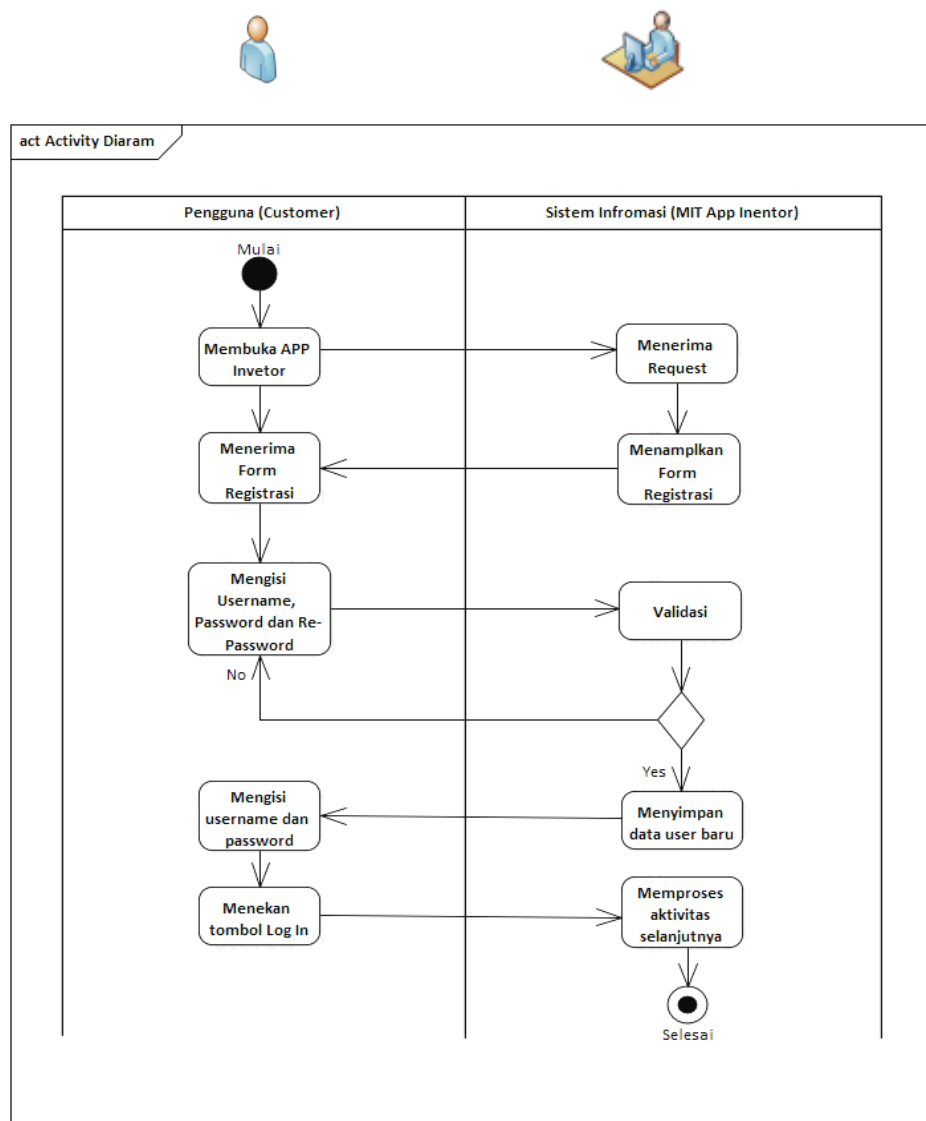 act Activity Diaram
Pengguna (Customer)
Sistem Infromasi (MIT App Inentor)
Mulai
Membuka APP
Invetor
Menerima
Request
Menerima
Form
Registrasi
Menamplkan
Form
Registrasi
Mengisi
Username,
Password dan Re-
Password
Validasi
No
Yes
Mengisi
username dan
password
Menyimpan
data user baru
Menekan
tombol Log In
Memproses
aktivitas
selanjutnya
Selesai